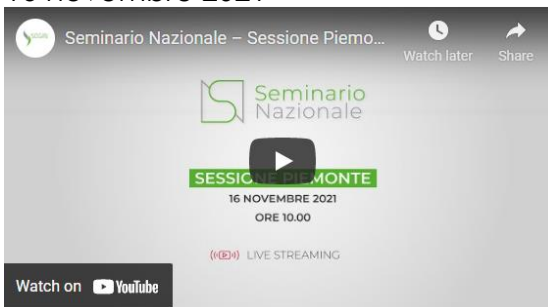 Seminario Nazionale – Sessione Piemo...
Watch later
Share
Seminario
Nazionale
SESSIONE PIEMONTE
16 NOVEMBRE 2021
ORE 10.00
LIVE STREAMING
Watch on YouTube